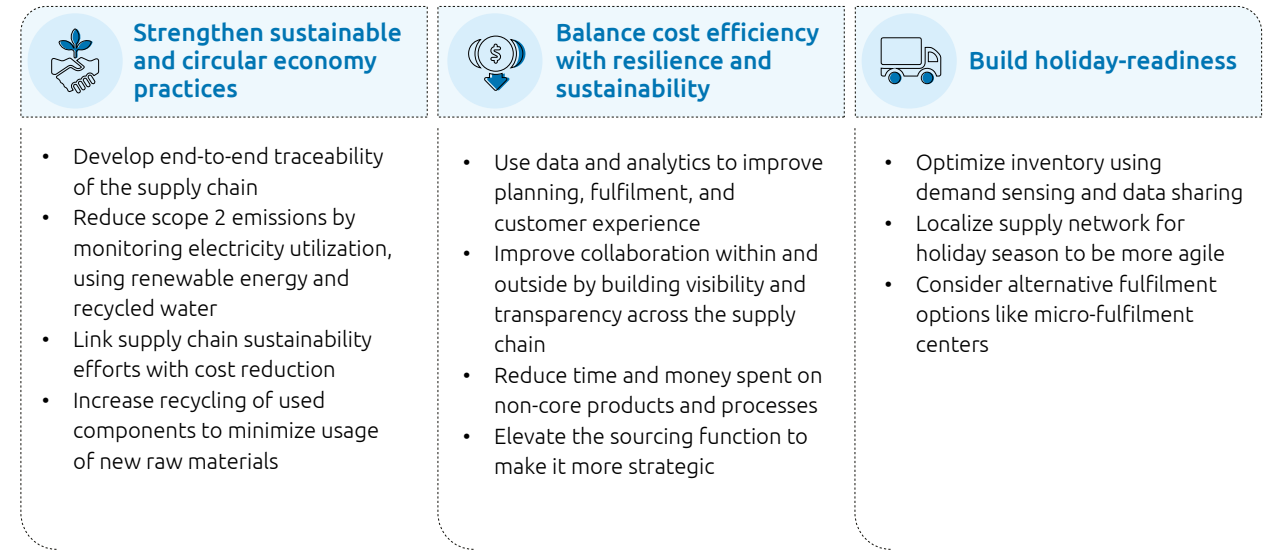 Strengthen sustainable
and circular economy
practices
• Develop end-to-end traceability
of the supply chain
• Reduce scope 2 emissions by
monitoring electricity utilization,
using renewable energy and
recycled water
• Link supply chain sustainability
efforts with cost reduction
• Increase recycling of used
components to minimize usage
of new raw materials
$
Balance cost efficiency
with resilience and
sustainability
• Use data and analytics to improve
planning, fulfilment, and
customer experience
• Improve collaboration within and
outside by building visibility and
transparency across the supply
chain
• Reduce time and money spent on
non-core products and processes
• Elevate the sourcing function to
make it more strategic
Build holiday-readiness
• Optimize inventory using
demand sensing and data sharing
• Localize supply network for
holiday season to be more agile
• Consider alternative fulfilment
options like micro-fulfilment
centers